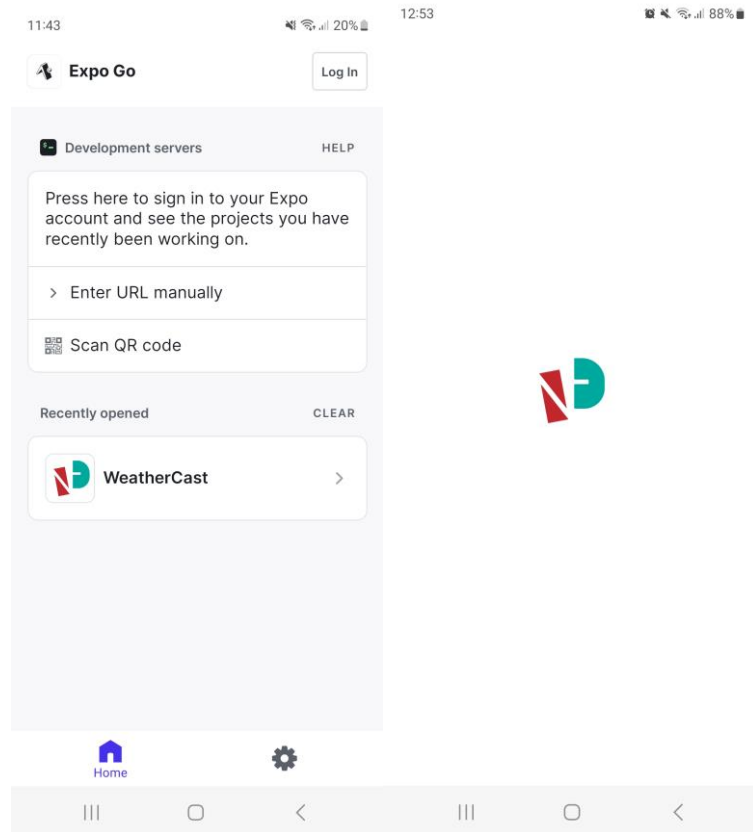 11:43
20%
Expo Go
Log In
Development servers
HELP
Press here to sign in to your Expo
account and see the projects you have
recently been working on.
Enter URL manually
Scan QR code
Recently opened
CLEAR
WeatherCast
Home
12:53
88%